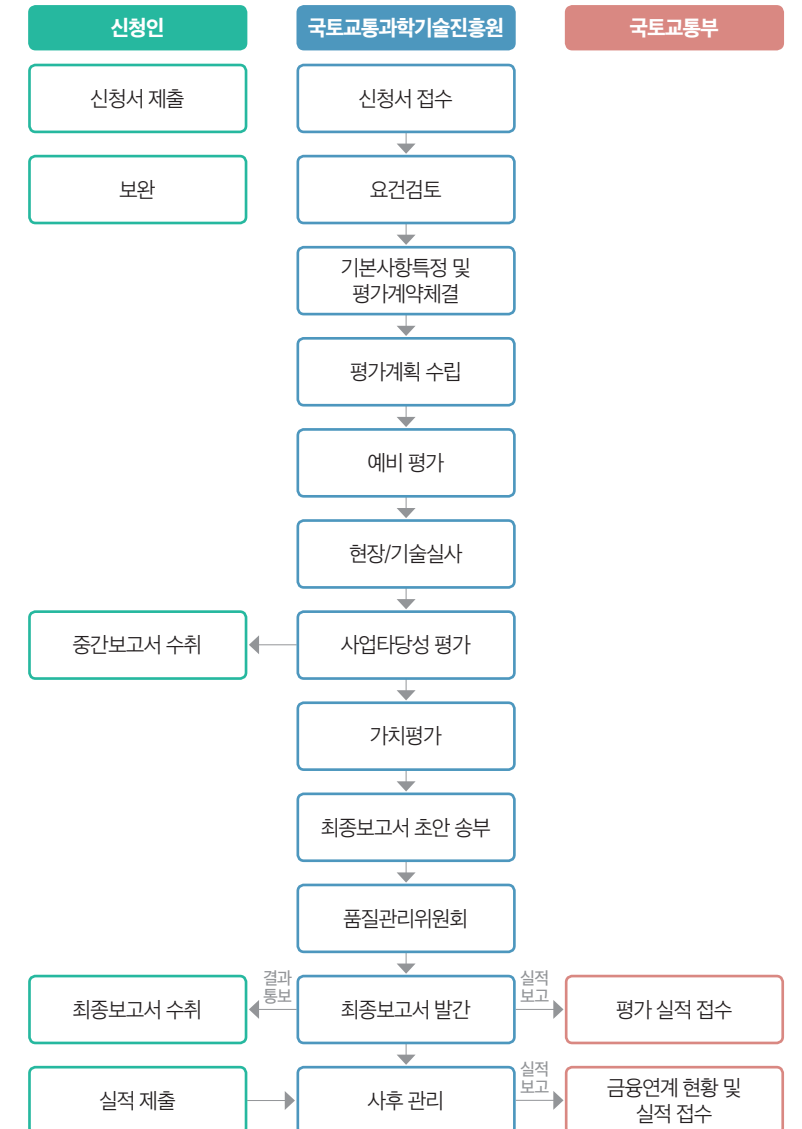 신청인
국토교통과학기술진흥원
국토교통부
신청서 제출
신청서 접수
보완
요건검토
기본사항특정 및
평가계약체결
평가계획 수립
예비 평가
현장/기술실사
중간보고서 수취
사업타당성 평가
가치평가
최종보고서 초안 송부
품질관리위원회
최종보고서 수취
결과
통보
최종보고서 발간
실적
보고
평가 실적 접수
실적 제출
사후 관리
실적
보고
금융연계 현황 및
실적 접수